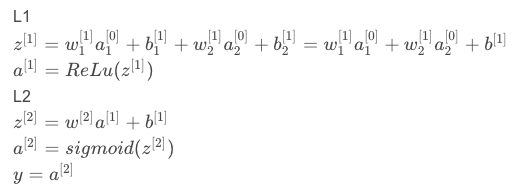 L1
z^{[1]} = w_1^{[1]}a_1^{[0]} + b_1^{[1]} + w_2^{[1]}a_2^{[0]} + b_2^{[1]} = w_1^{[1]}a_1^{[0]} + w_2^{[1]}a_2^{[0]} + b^{[1]}
a^{[1]} = ReLu(z^{[1]})
L2
z^{[2]} = w^{[2]}a^{[1]} + b^{[1]}
a^{[2]} = sigmoid(z^{[2]})
y = a^{[2]}